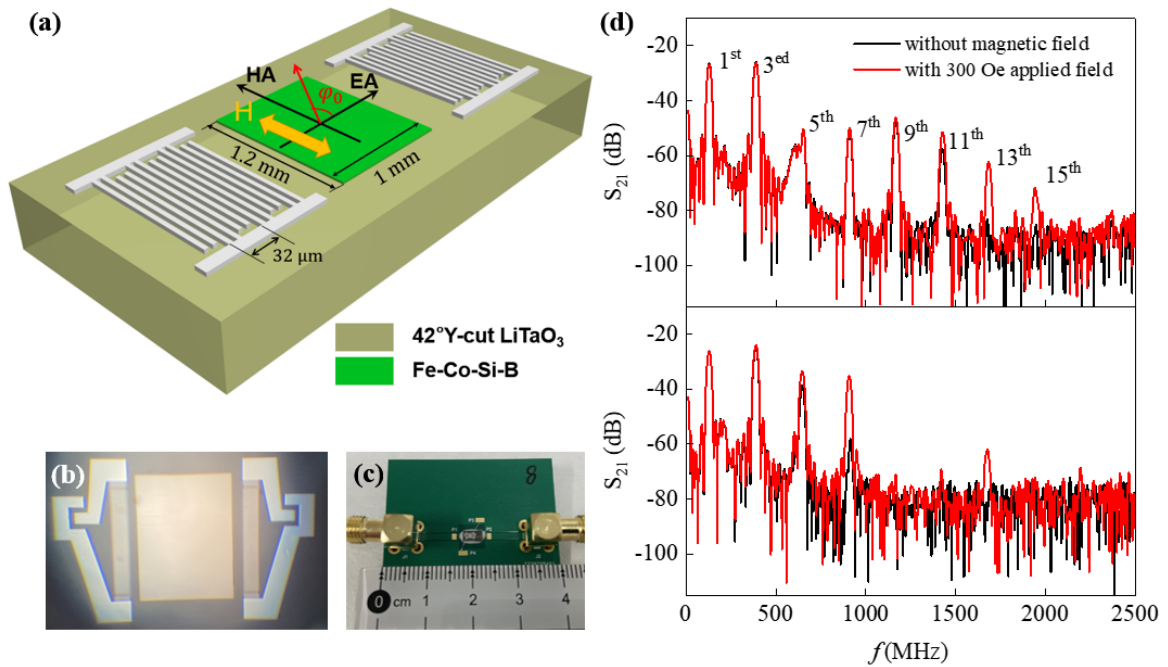 (a)
HA
EA
φ₀
H
1.2 mm
1 mm
32 μm
42°Y-cut LiTaO₃
Fe-Co-Si-B
(b)
(c)
8
0 cm 1 2 3 4
(d)
without magnetic field
with 300 Oe applied field
1ˢᵗ
3ᵉᵈ
5ᵗʰ
7ᵗʰ
9ᵗʰ
11ᵗʰ
13ᵗʰ
15ᵗʰ
S₂₁ (dB)
-20
-40
-60
-80
-100
S₂₁ (dB)
-20
-40
-60
-80
-100
0 500 1000 1500 2000 2500
f(MHz)